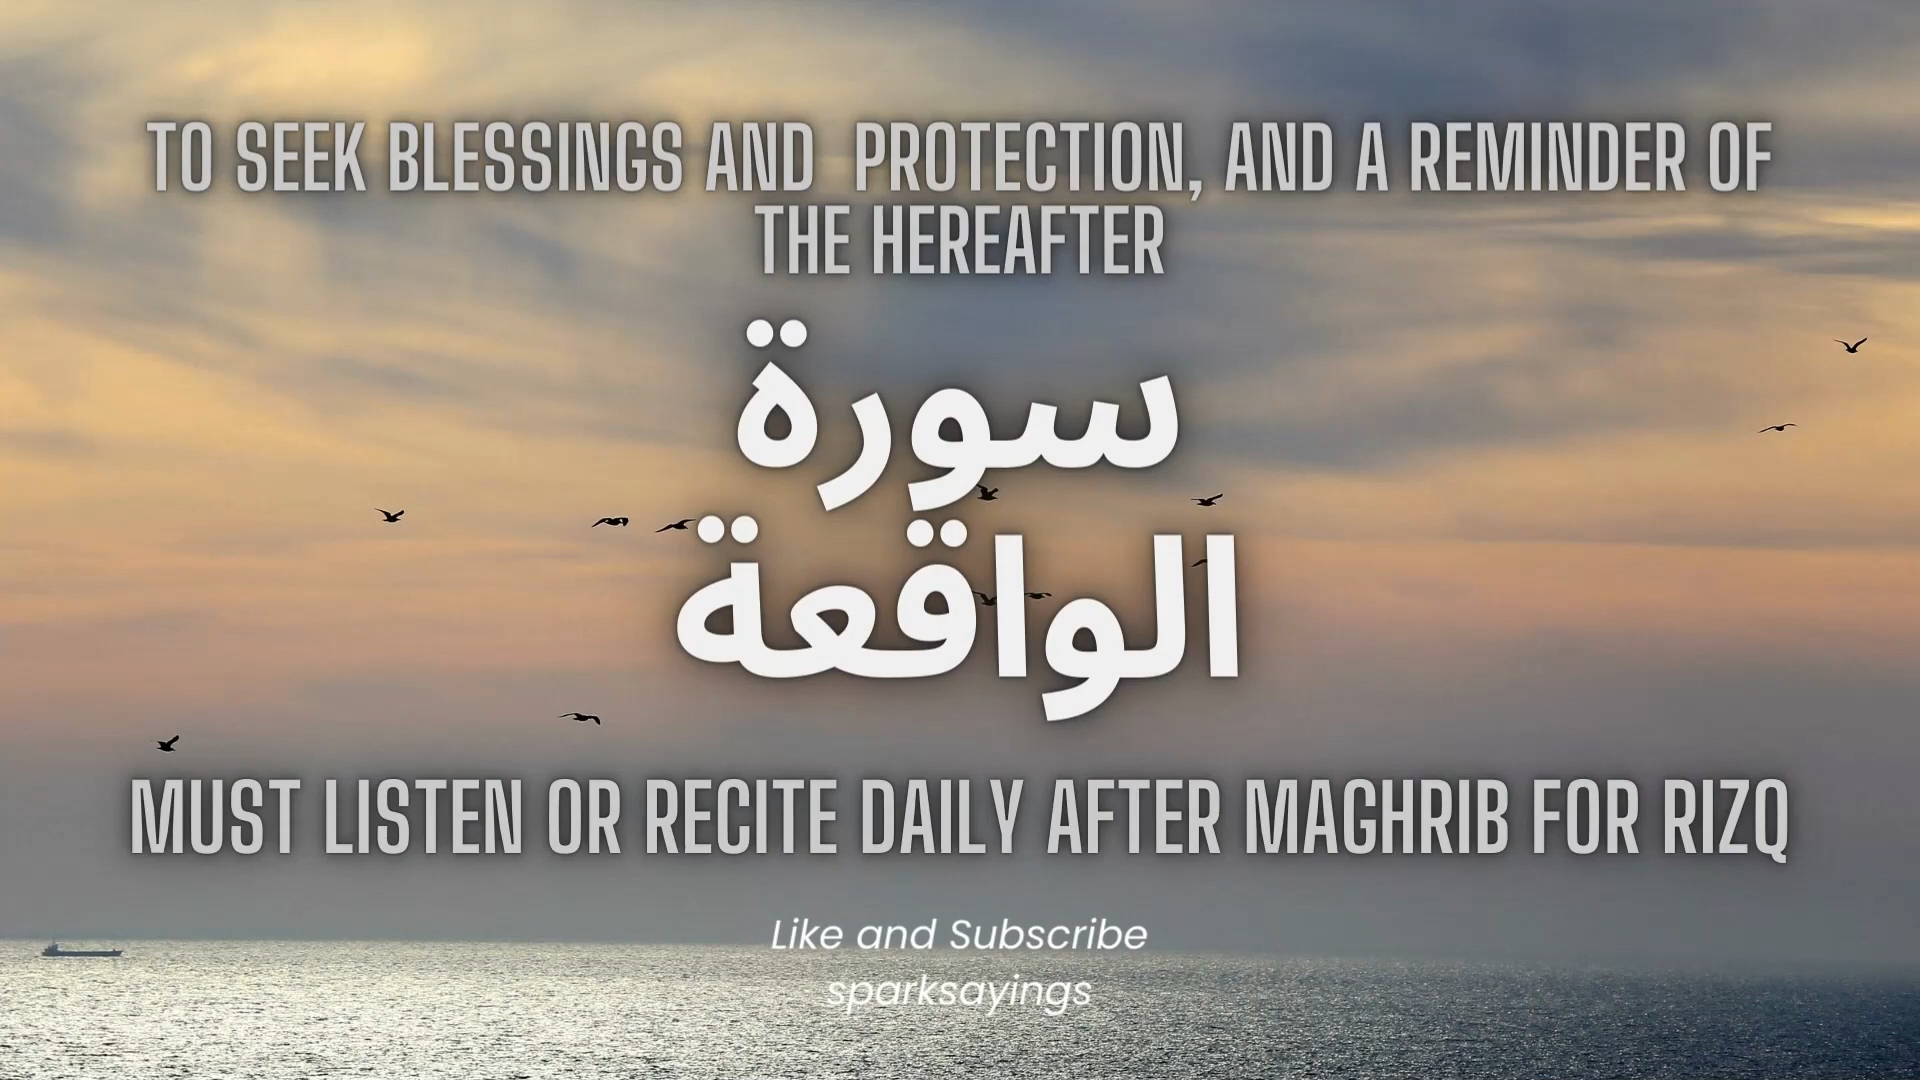 TO SEEK BLESSINGS AND  PROTECTION, AND A REMINDER OF
THE HEREAFTER
سورة
الواقعة
MUST LISTEN OR RECITE DAILY AFTER MAGHRIB FOR RIZQ
Like and Subscribe
sparksayings